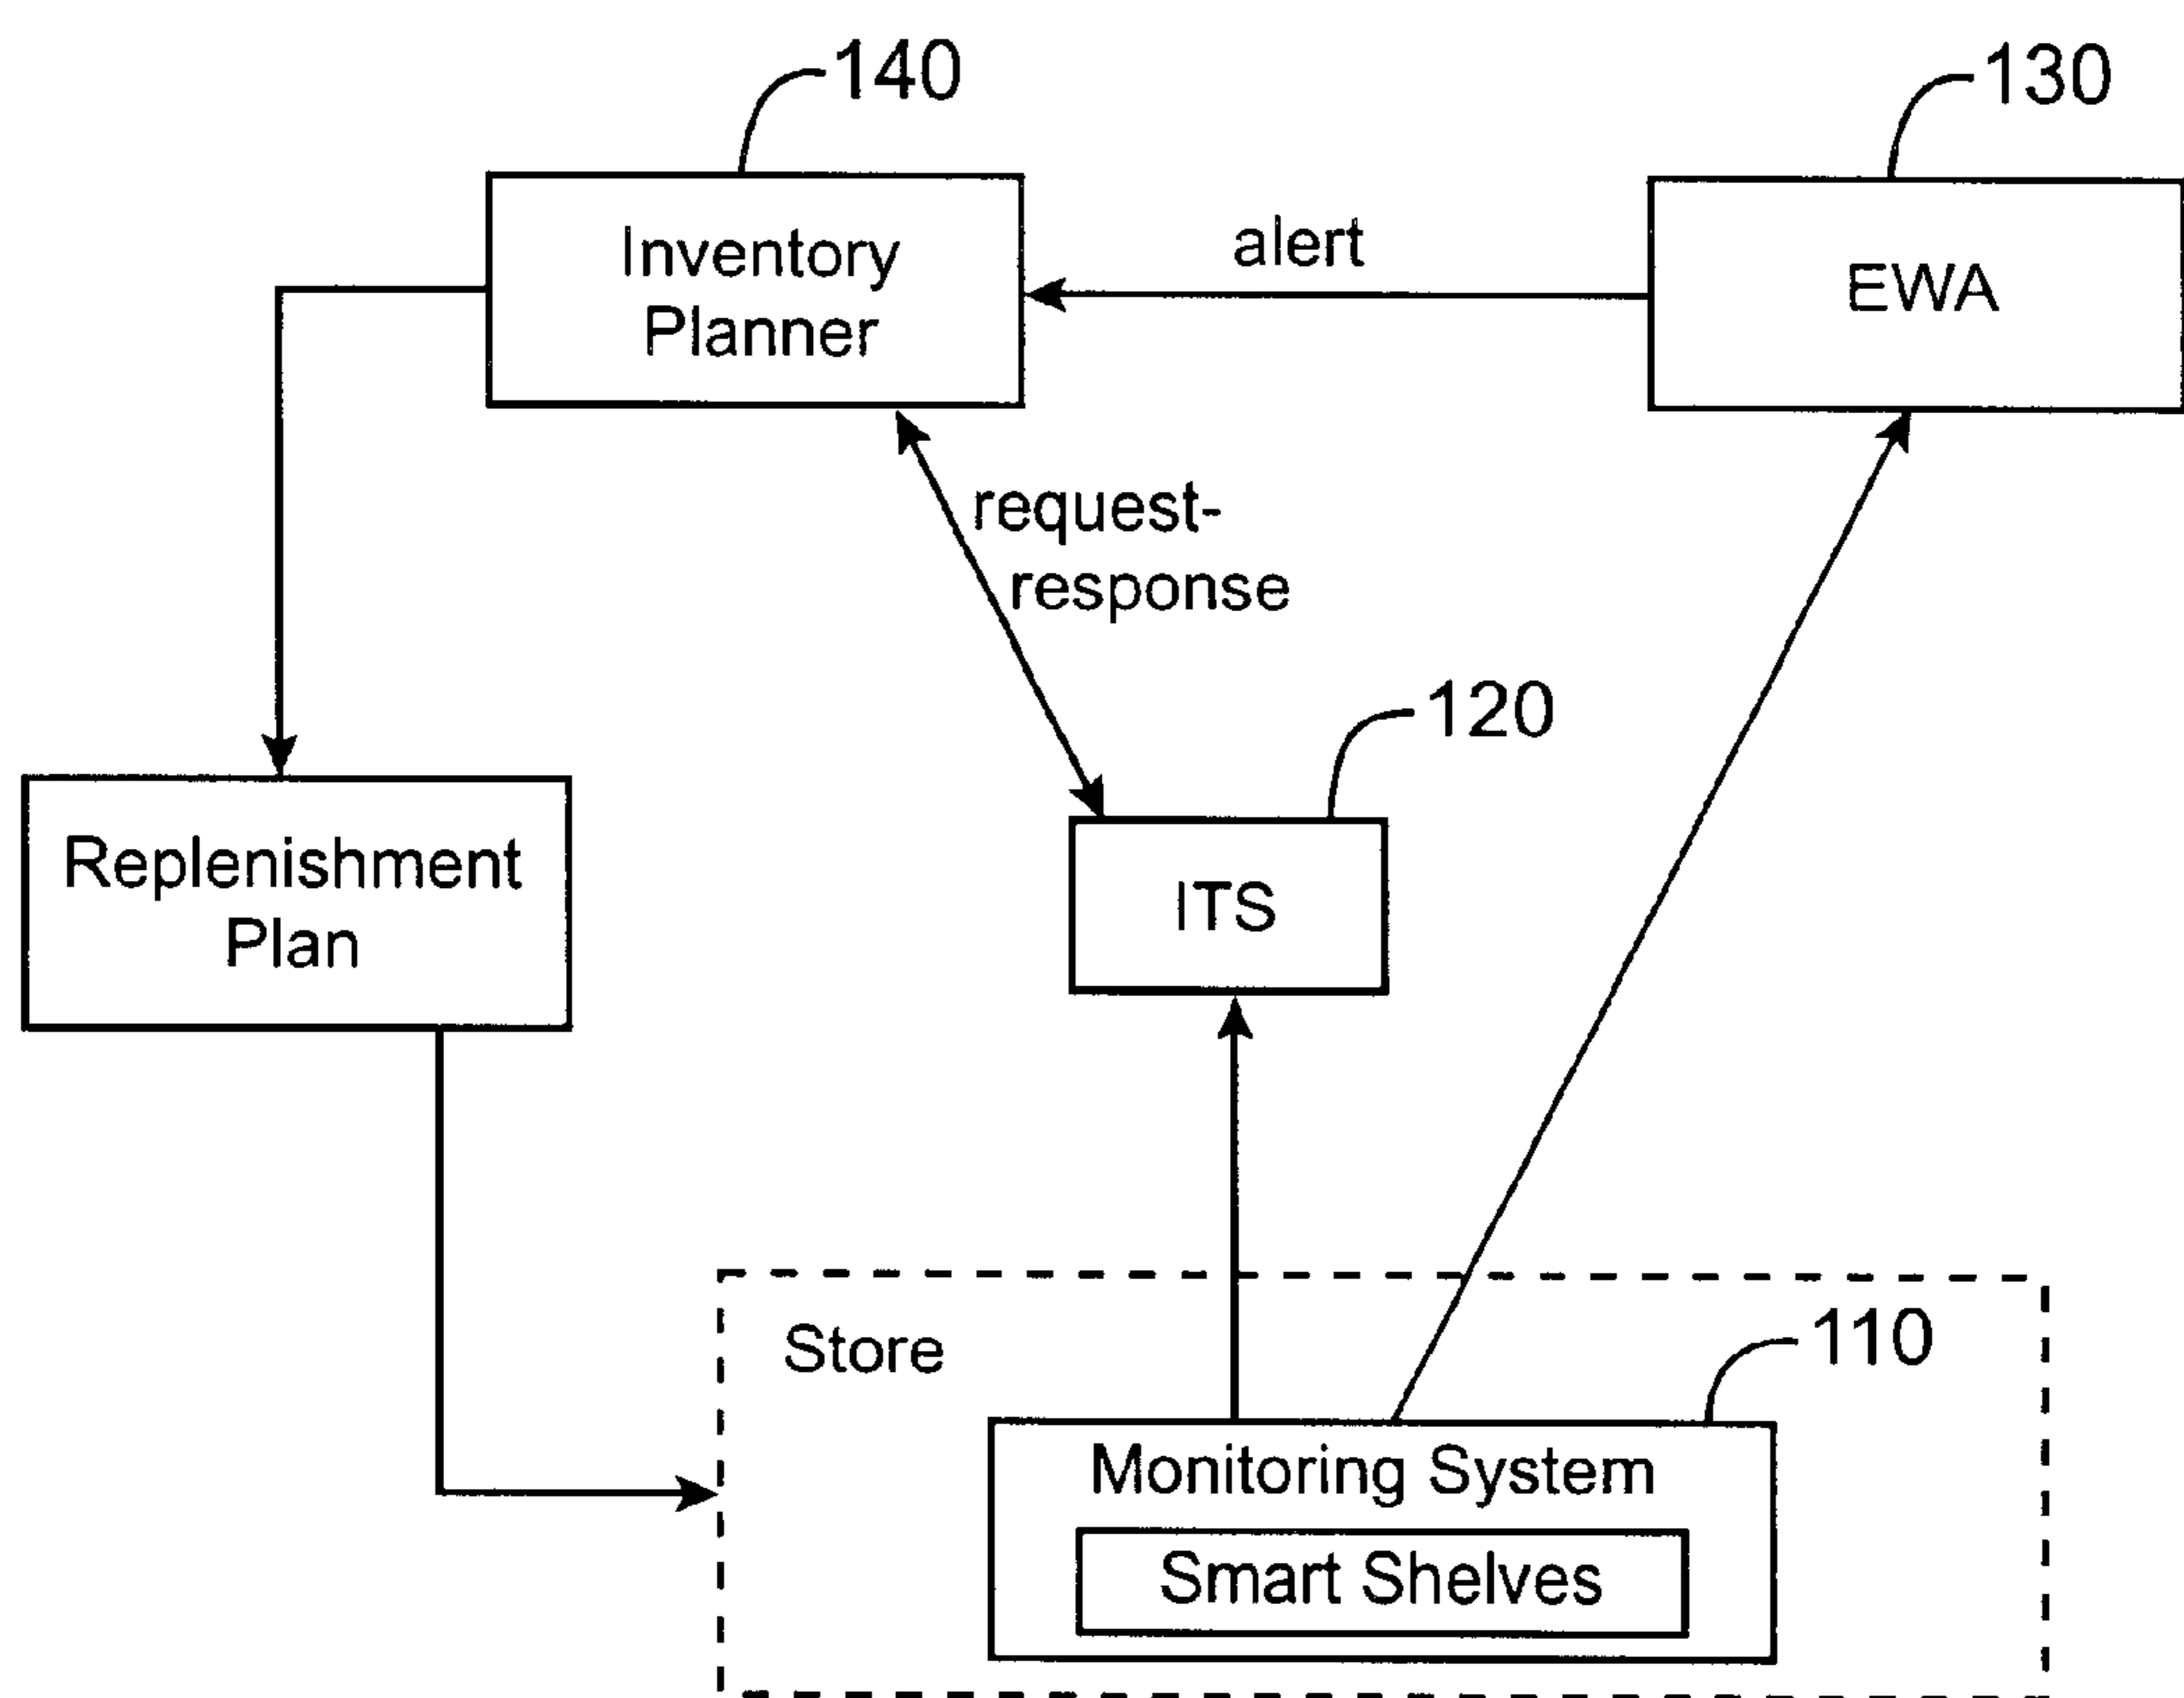 140
130
Inventory
Planner
alert
EWA
request-
response
120
Replenishment
Plan
ITS
Store
110
Monitoring System
Smart Shelves